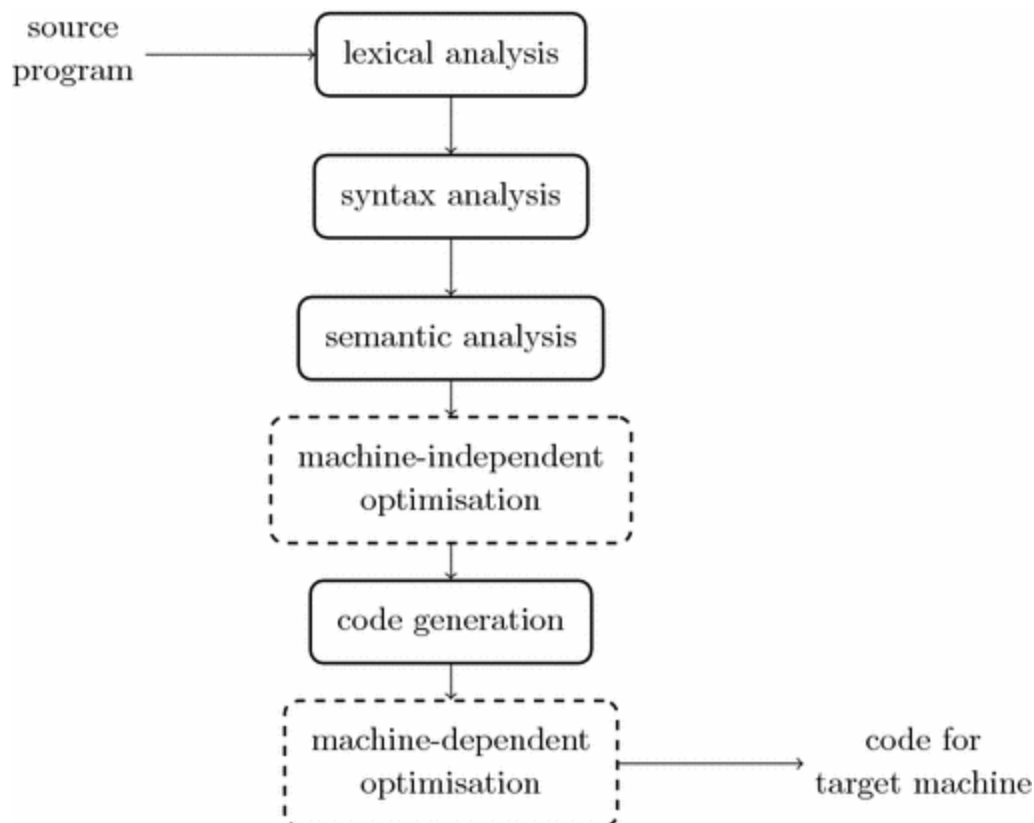 source
program
lexical analysis
syntax analysis
semantic analysis
machine-independent
optimisation
code generation
machine-dependent
optimisation
code for
target machine